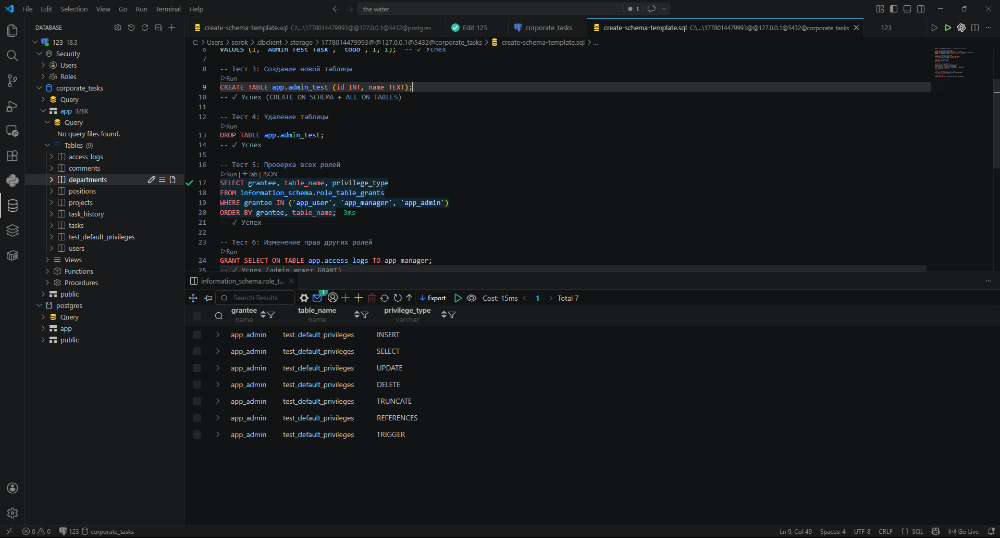 File Edit Selection View Go Run Terminal Help
the water
1
DATABASE
create-schema-template.sql C:\...\1778014479993@@127.0.0.1@5432@postgres
Edit 123
corporate_tasks
create-schema-template.sql C:\...\1778014479993@@127.0.0.1@5432@corporate_tasks
123
C: > Users > sorok > .dbclient > storage > 1778014479993@@127.0.0.1@5432@corporate_tasks > create-schema-template.sql > ...
123 18.3
Security
Users
Roles
corporate_tasks
Query
app 328K
Query
No query files found.
Tables (9)
access_logs
comments
departments
positions
projects
task_history
tasks
test_default_privileges
users
Views
Functions
Procedures
public
postgres
Query
app
public
6 VALUES (1, 'Admin Test Task', 'todo', 1, 1); -- ✓ Успех
7
8 -- Тест 3: Создание новой таблицы
Run
9 CREATE TABLE app.admin_test (id INT, name TEXT);
10 -- ✓ Успех (CREATE ON SCHEMA + ALL ON TABLES)
11
12 -- Тест 4: Удаление таблицы
Run
13 DROP TABLE app.admin_test;
14 -- ✓ Успех
15
16 -- Тест 5: Проверка всех ролей
Run | +Tab | JSON
17 SELECT grantee, table_name, privilege_type
18 FROM information_schema.role_table_grants
19 WHERE grantee IN ('app_user', 'app_manager', 'app_admin')
20 ORDER BY grantee, table_name; 3ms
21 -- ✓ Успех
22
23 -- Тест 6: Изменение прав других ролей
Run
24 GRANT SELECT ON TABLE app.access_logs TO app_manager;
25 -- ✓ Успех (admin может GRANT)
information_schema.role_t...
Search Results
1
Export
Cost: 15ms
1
Total 7
grantee table_name privilege_type
name name varchar
app_admin test_default_privileges INSERT
app_admin test_default_privileges SELECT
app_admin test_default_privileges UPDATE
app_admin test_default_privileges DELETE
app_admin test_default_privileges TRUNCATE
app_admin test_default_privileges REFERENCES
app_admin test_default_privileges TRIGGER
0 0 123 corporate_tasks
Ln 9, Col 49 Spaces: 4 UTF-8 CRLF { } SQL Go Live